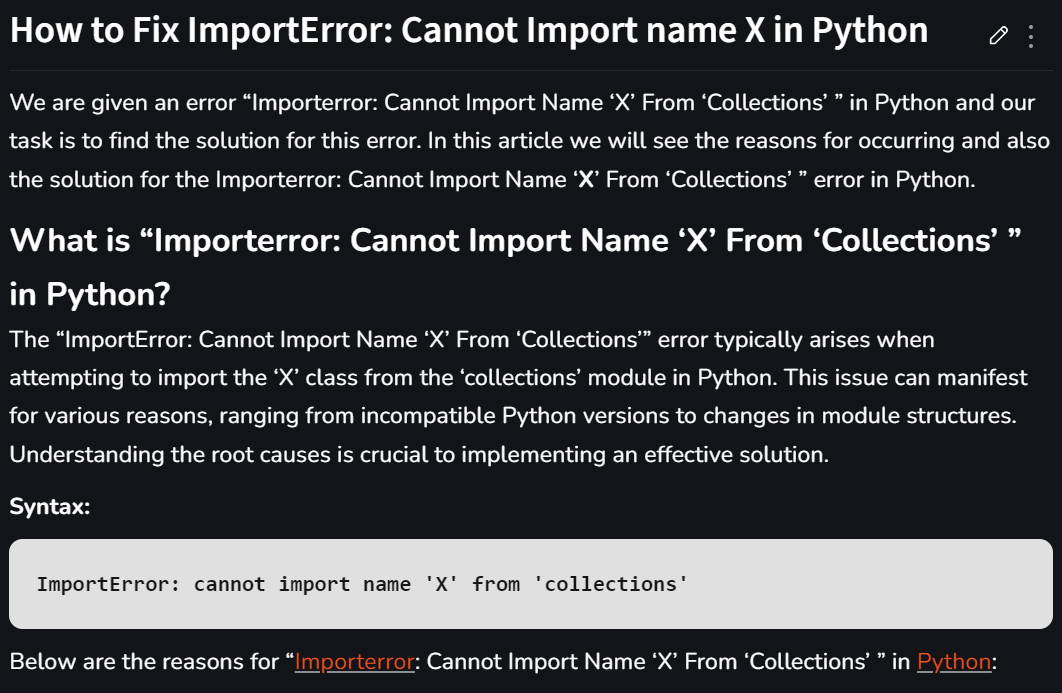 How to Fix ImportError: Cannot Import name X in Python
We are given an error “Importerror: Cannot Import Name ‘X’ From ‘Collections’ ” in Python and our
task is to find the solution for this error. In this article we will see the reasons for occurring and also
the solution for the Importerror: Cannot Import Name ‘X’ From ‘Collections’ ” error in Python.
What is “Importerror: Cannot Import Name ‘X’ From ‘Collections’ ”
in Python?
The “ImportError: Cannot Import Name ‘X’ From ‘Collections’” error typically arises when
attempting to import the ‘X’ class from the ‘collections’ module in Python. This issue can manifest
for various reasons, ranging from incompatible Python versions to changes in module structures.
Understanding the root causes is crucial to implementing an effective solution.
Syntax:
ImportError: cannot import name 'X' from 'collections'
Below are the reasons for “Importerror: Cannot Import Name ‘X’ From ‘Collections’ ” in Python: